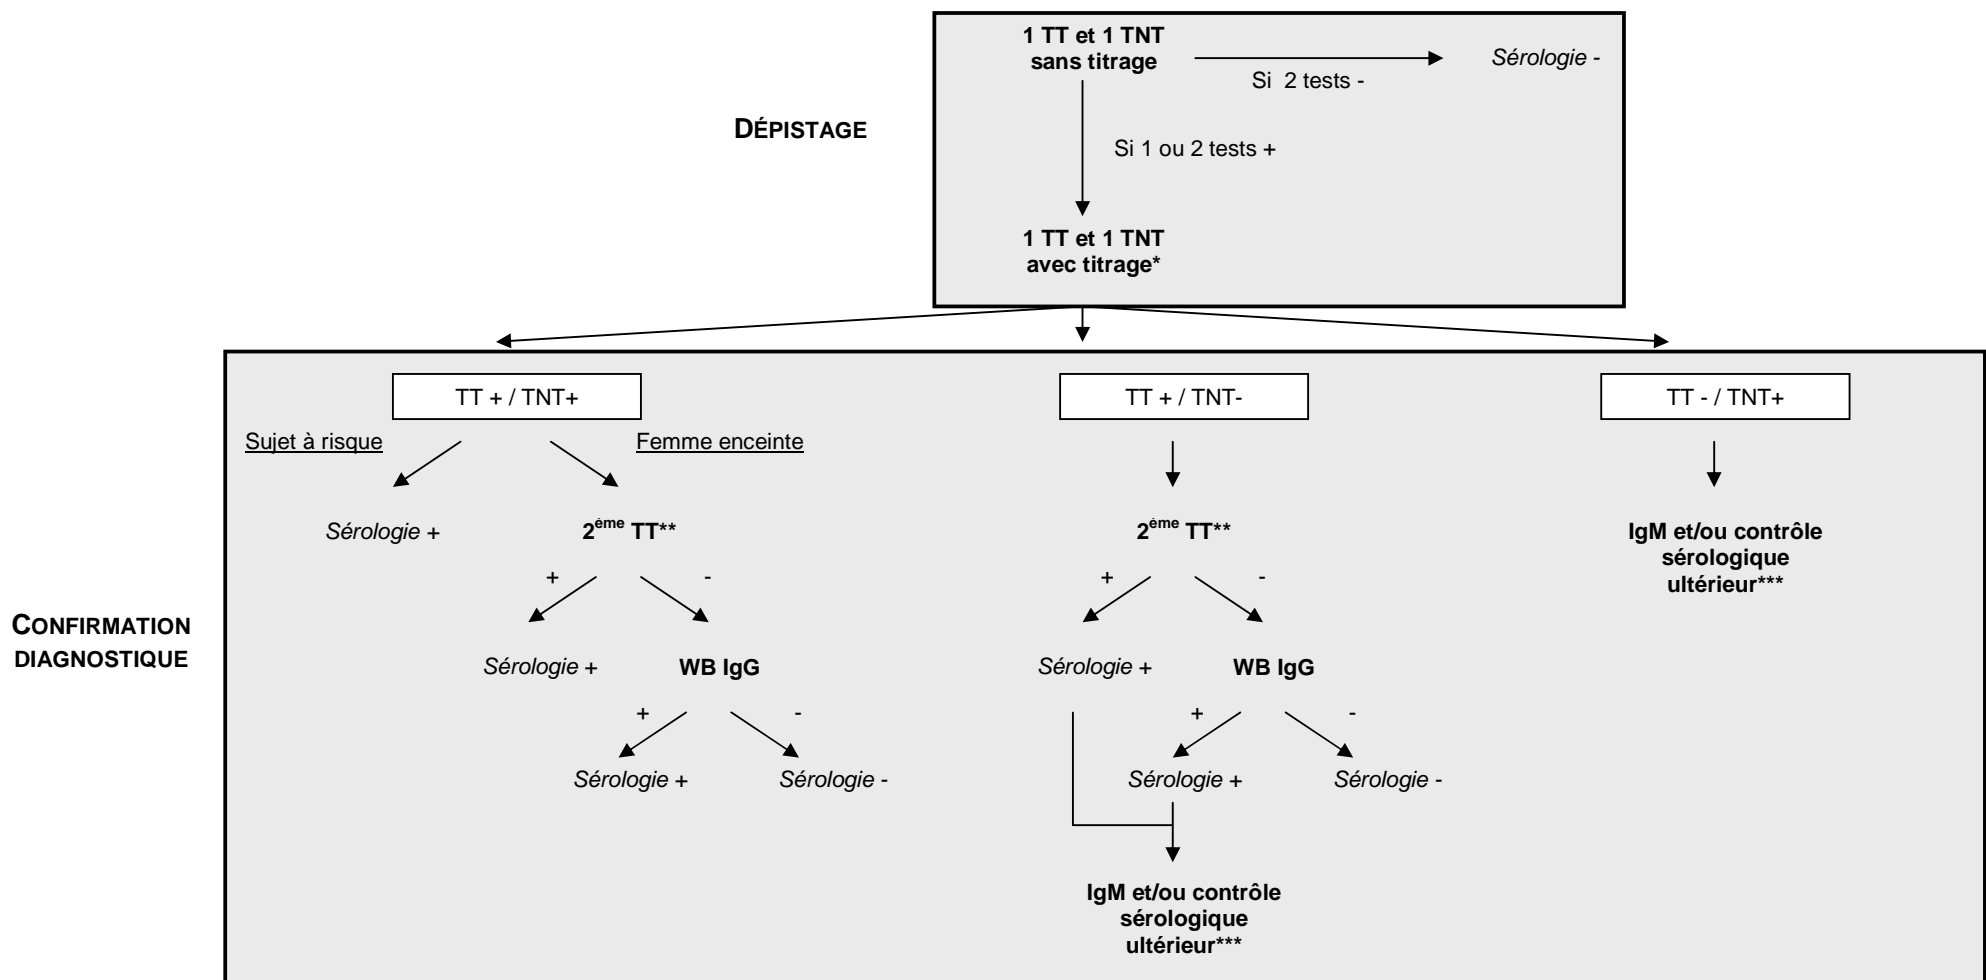 1 TT et 1 TNT
sans titrage
Sérologie -
Si 2 tests -
DÉPISTAGE
Si 1 ou 2 tests +
1 TT et 1 TNT
avec titrage*
TT + / TNT+
TT + / TNT-
TT - / TNT+
Sujet à risque
Femme enceinte
Sérologie +
2ème TT**
2ème TT**
IgM et/ou contrôle
sérologique
ultérieur***
+ -
+ -
CONFIRMATION
DIAGNOSTIQUE
Sérologie +
WB IgG
Sérologie +
WB IgG
+ -
+ -
Sérologie +
Sérologie -
Sérologie +
Sérologie -
IgM et/ou contrôle
sérologique
ultérieur***